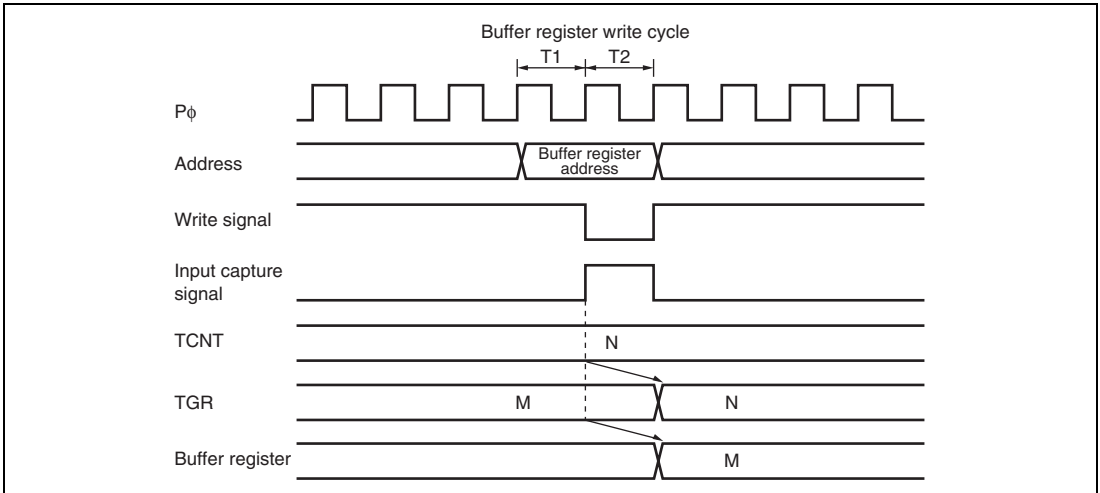 Buffer register write cycle
T1 T2
Pϕ
Address
Buffer register
address
Write signal
Input capture
signal
TCNT
N
TGR
M N
Buffer register
M